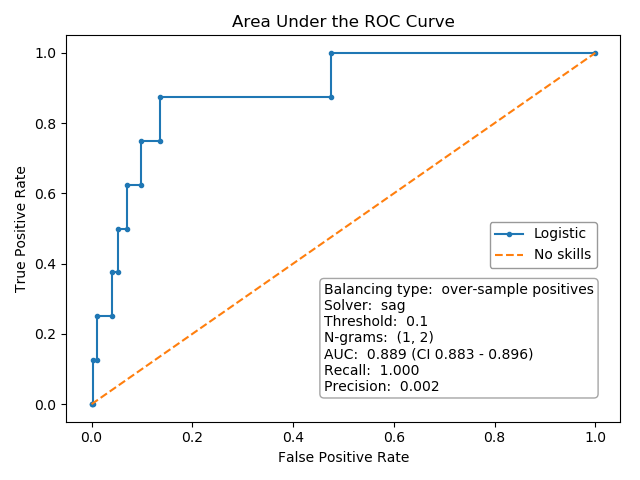 Area Under the ROC Curve
True Positive Rate
1.0
0.8
0.6
0.4
0.2
0.0
Logistic
No skills
Balancing type:  over-sample positives
Solver:  sag
Threshold:  0.1
N-grams:  (1, 2)
AUC:  0.889 (CI 0.883 - 0.896)
Recall:  1.000
Precision:  0.002
0.0 0.2 0.4 0.6 0.8 1.0
False Positive Rate